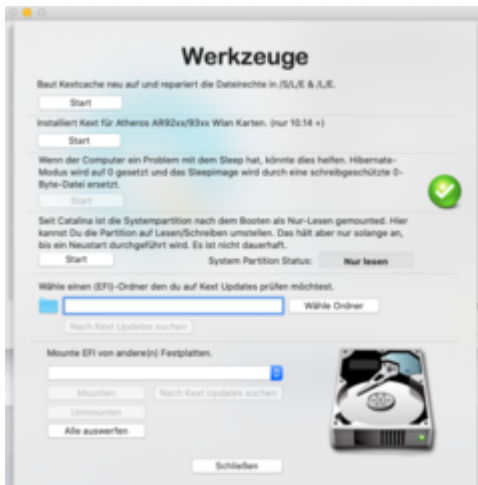 Werkzeuge
Baut Kextcache neu auf und repariert die Dateirechte in /S/L/E & /L/E.
Start
Installiert Kext für Atheros AR92xx/93xx Wlan Karten. (nur 10.14 +)
Start
Wenn der Computer ein Problem mit dem Sleep hat, könnte dies helfen. Hibernate-
Modus wird auf 0 gesetzt und das Sleepimage wird durch eine schreibgeschützte 0-
Byte-Datei ersetzt.
Start
Seit Catalina ist die Systempartition nach dem Booten als Nur-Lesen gemounted. Hier
kannst Du die Partition auf Lesen/Schreiben umstellen. Das hält aber nur solange an,
bis ein Neustart durchgeführt wird. Es ist nicht dauerhaft.
Start System Partition Status: Nur lesen
Wähle einen (EFI)-Ordner den du auf Kext Updates prüfen möchtest.
Wähle Ordner
Nach Kext Updates suchen
Mounte EFI von andere(n) Festplatten.
Mounten Nach Kext Updates suchen
Unmounten
Alle auswerfen
Schließen